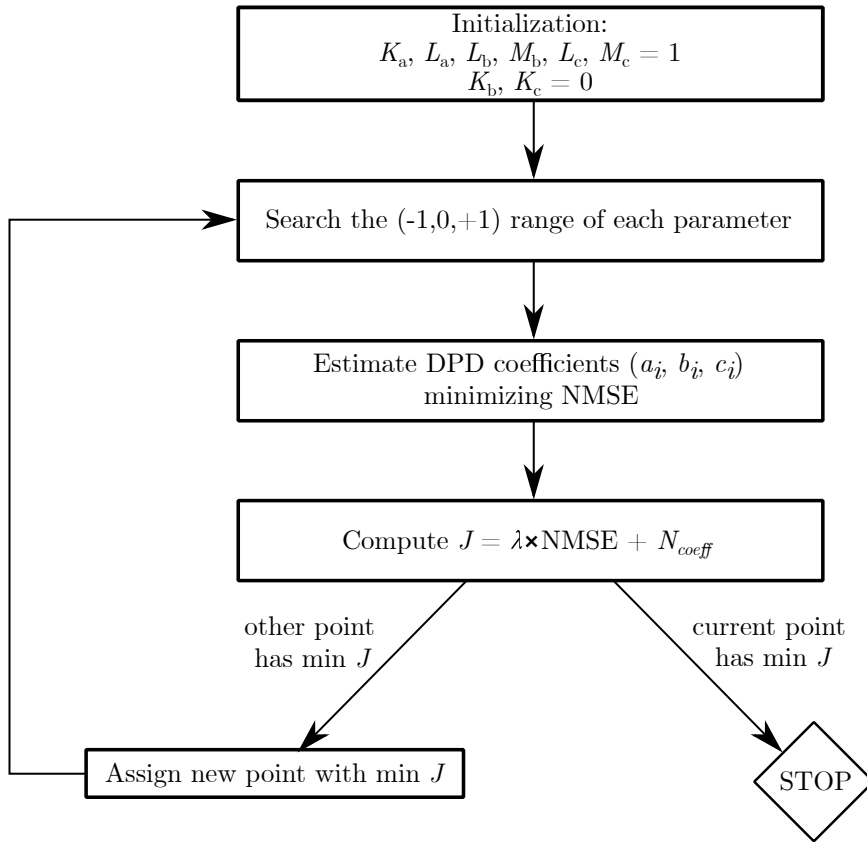 Initialization:
K_a, L_a, L_b, M_b, L_c, M_c = 1
K_b, K_c = 0
Search the (-1,0,+1) range of each parameter
Estimate DPD coefficients (a_i, b_i, c_i)
minimizing NMSE
Compute J = λ×NMSE + N_coeff
other point
has min J
current point
has min J
Assign new point with min J
STOP